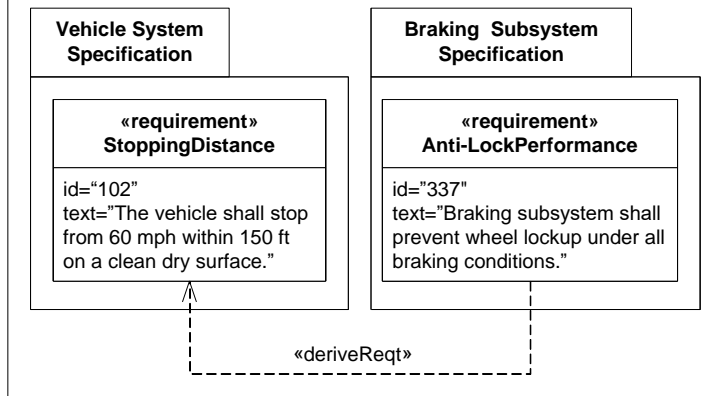 Vehicle System
Specification
«requirement»
StoppingDistance
id=“102”
text=”The vehicle shall stop
from 60 mph within 150 ft
on a clean dry surface.”
Braking  Subsystem
Specification
«requirement»
Anti-LockPerformance
id=”337"
text=”Braking subsystem shall
prevent wheel lockup under all
braking conditions.”
«deriveReqt»